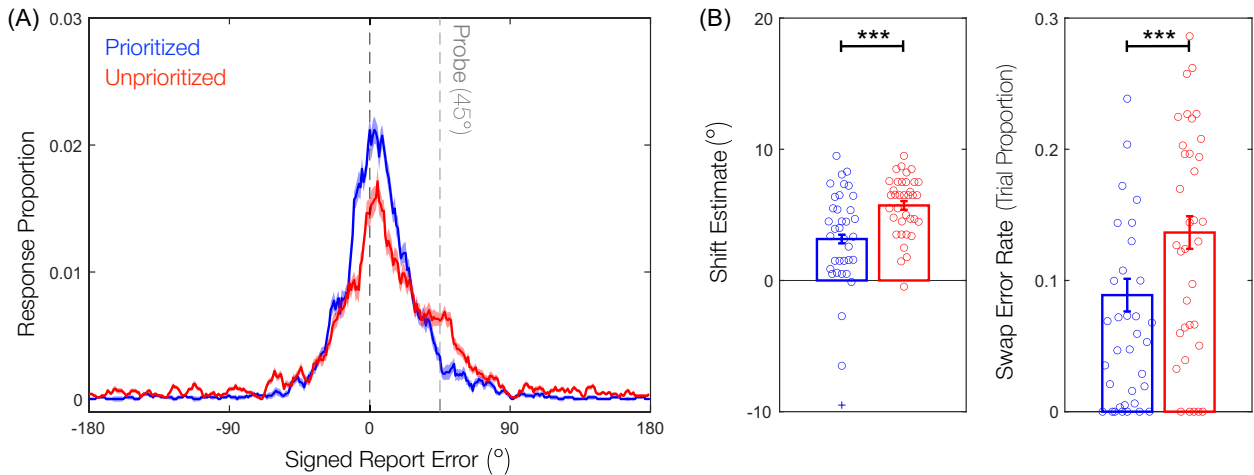 (A)
Prioritized
Unprioritized
Probe (45°)
Response Proportion
0.03
0.02
0.01
0
-180
-90
0
90
180
Signed Report Error (°)
(B)
***
Shift Estimate (°)
20
10
0
-10
***
Swap Error Rate (Trial Proportion)
0.3
0.2
0.1
0